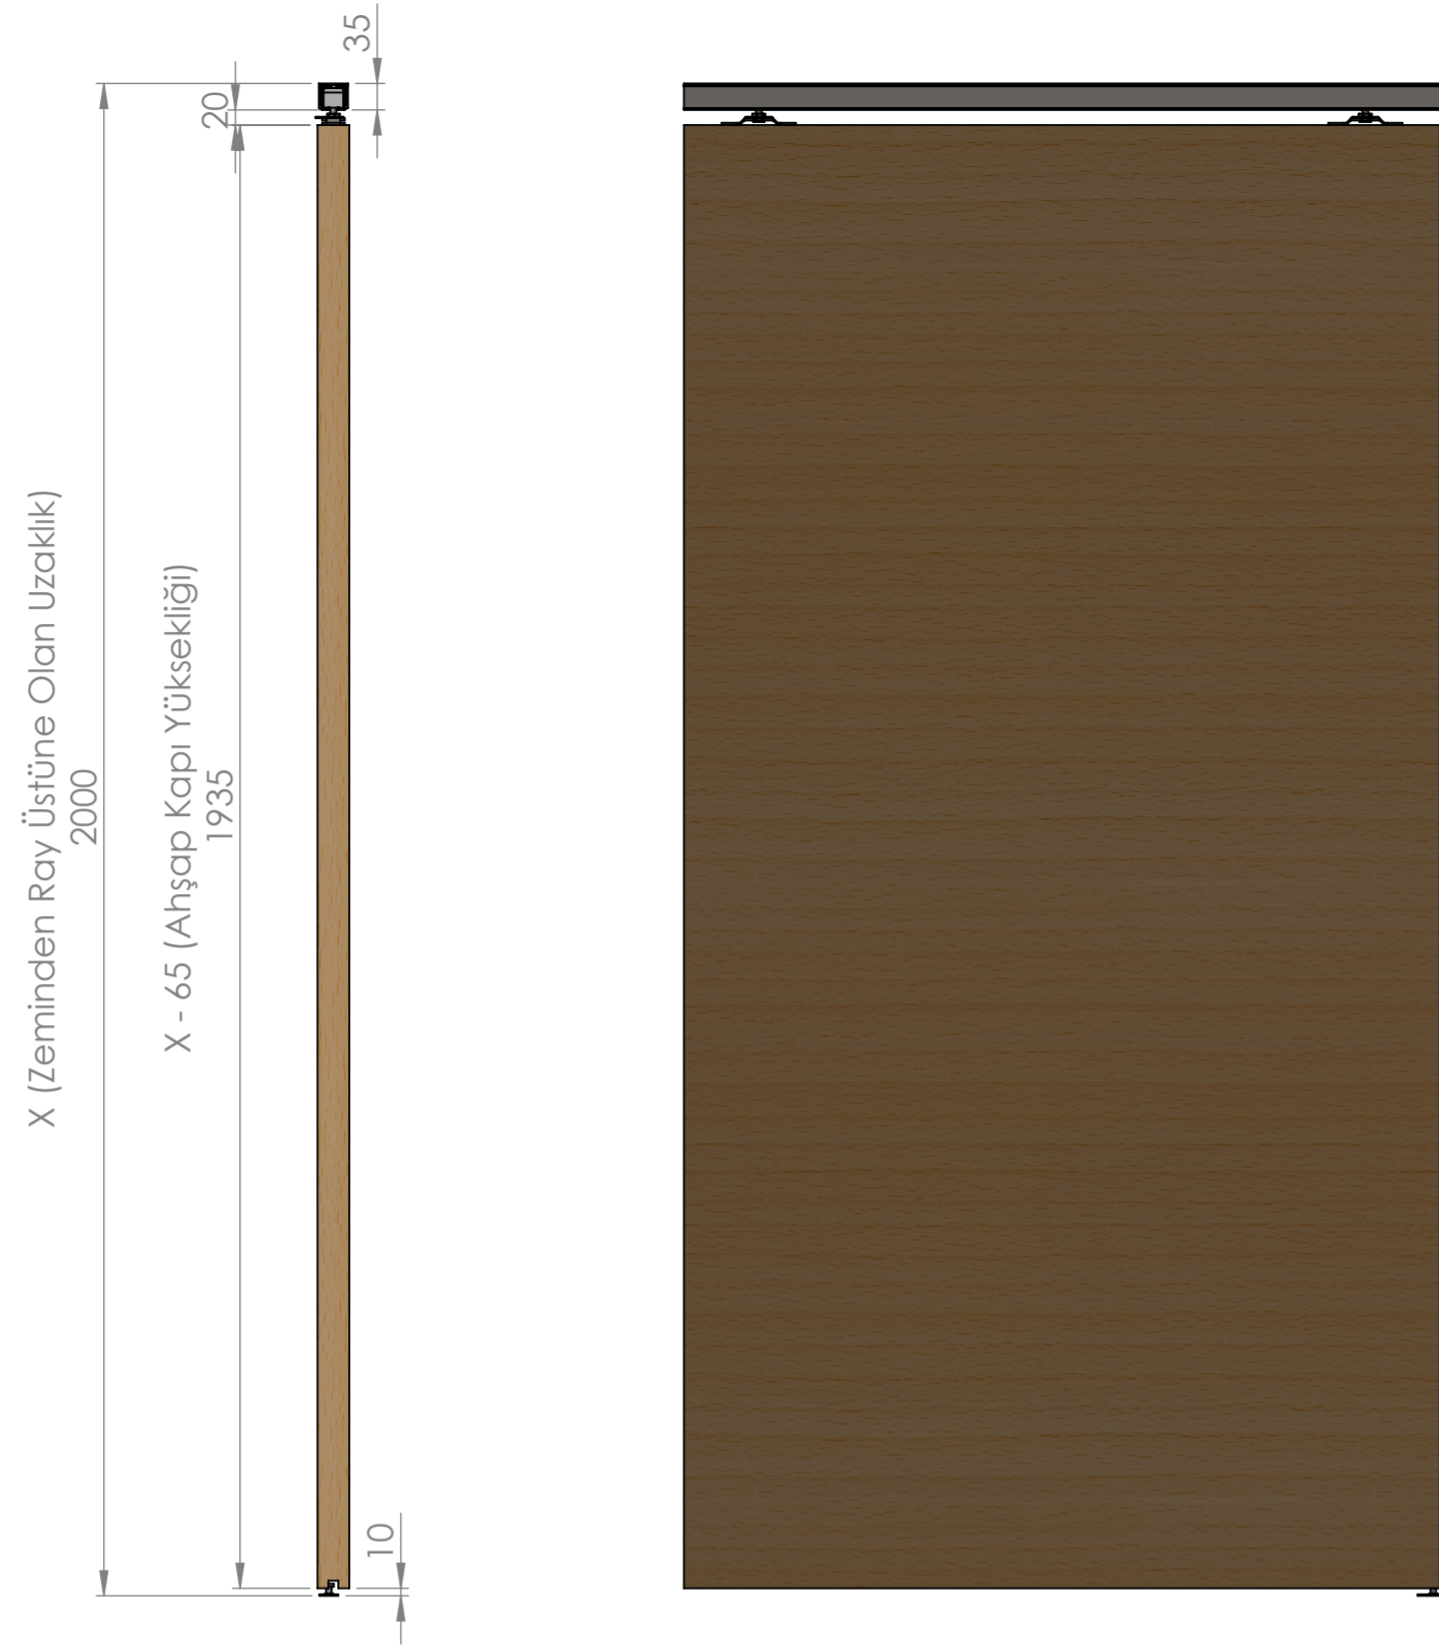 35
20
X (Zeminden Ray Üstüne Olan Uzaklık)
2000
X - 65 (Ahşap Kapı Yüksekliği)
1935
10